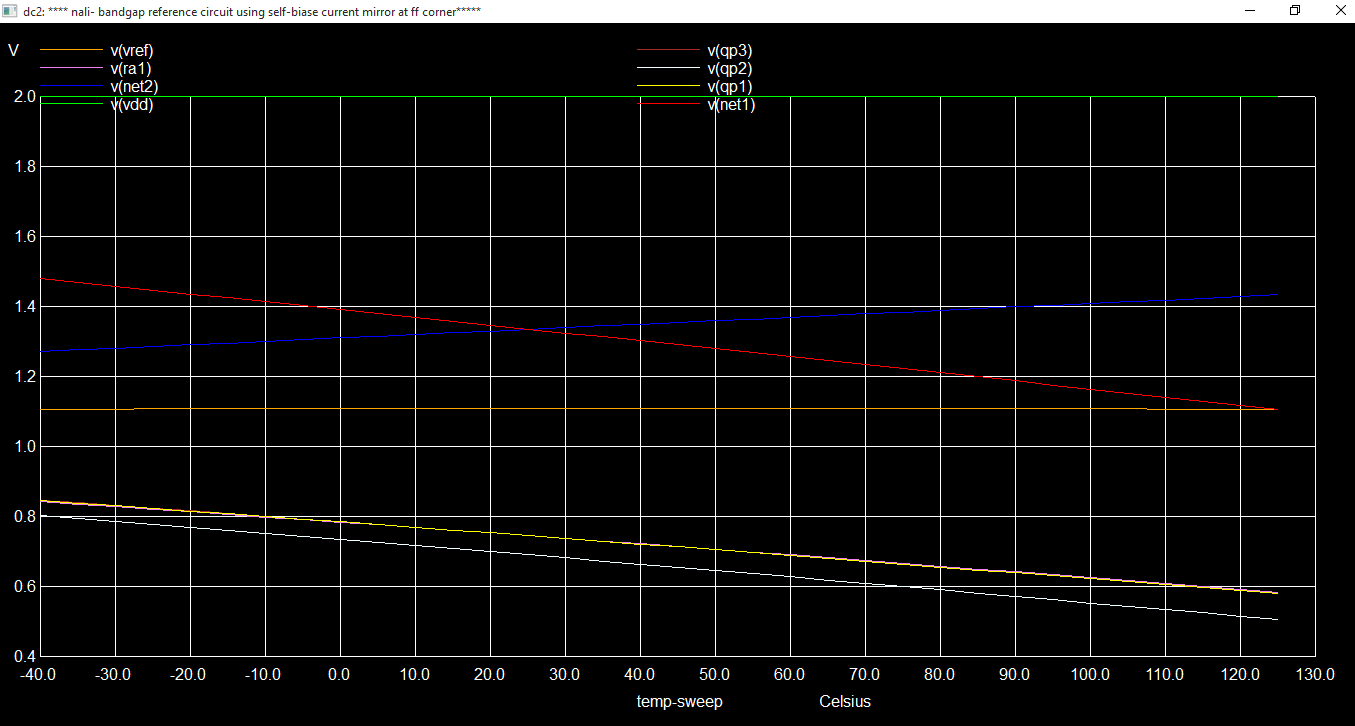 dc2: **** nali- bandgap reference circuit using self-biase current mirror at ff corner*****
V
v(vref) v(qp3)
v(ra1) v(qp2)
v(net2) v(qp1)
v(vdd) v(net1)
2.0
1.8
1.6
1.4
1.2
1.0
0.8
0.6
0.4
-40.0 -30.0 -20.0 -10.0 0.0 10.0 20.0 30.0 40.0 50.0 60.0 70.0 80.0 90.0 100.0 110.0 120.0 130.0
temp-sweep Celsius